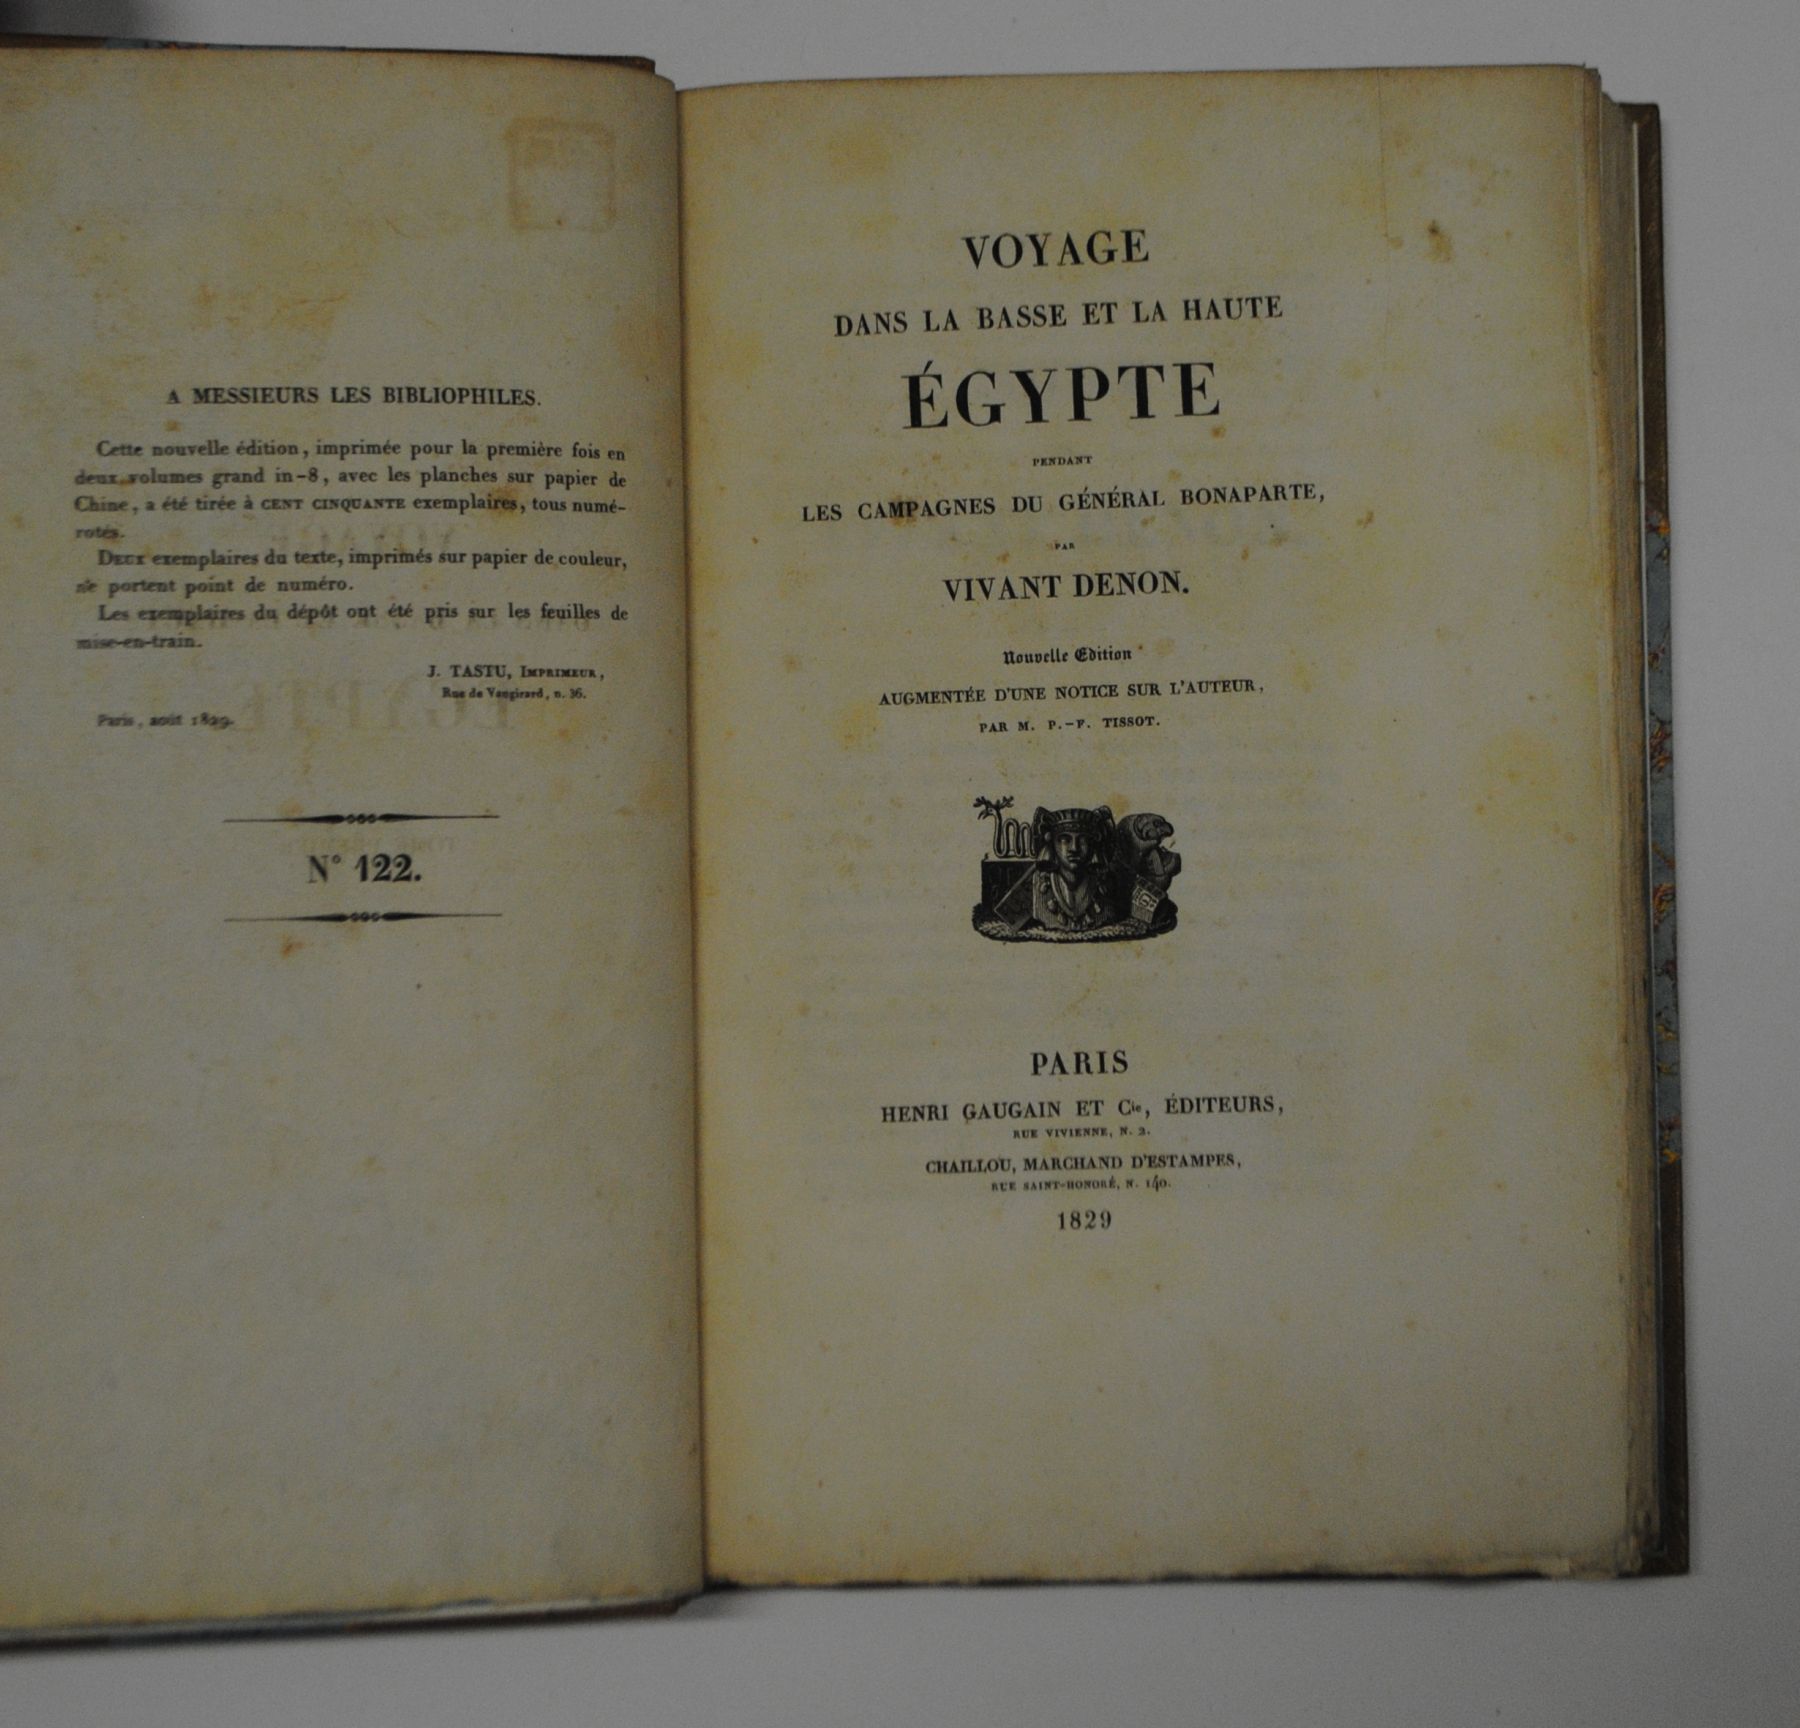 A MESSIEURS LES BIBLIOPHILES.
Cette nouvelle édition, imprimée pour la première fois en
deux volumes grand in-8, avec les planches sur papier de
Chine, a été tirée à CENT CINQUANTE exemplaires, tous numé-
rotés.
DEUX exemplaires du texte, imprimés sur papier de couleur,
ne portent point de numéro.
Les exemplaires du dépôt ont été pris sur les feuilles de
mise-en-train.
J. TASTU, IMPRIMEUR,
Rue de Vaugirard, n. 36.
Paris, août 1829.
N° 122.
VOYAGE
DANS LA BASSE ET LA HAUTE
ÉGYPTE
PENDANT
LES CAMPAGNES DU GÉNÉRAL BONAPARTE,
PAR
VIVANT DENON.
Nouvelle Edition
AUGMENTÉE D'UNE NOTICE SUR L'AUTEUR,
PAR M. P.-F. TISSOT.
PARIS
HENRI GAUGAIN ET Cie, ÉDITEURS,
RUE VIVIENNE, N. 2.
CHAILLOU, MARCHAND D'ESTAMPES,
RUE SAINT-HONORÉ, N. 140.
1829